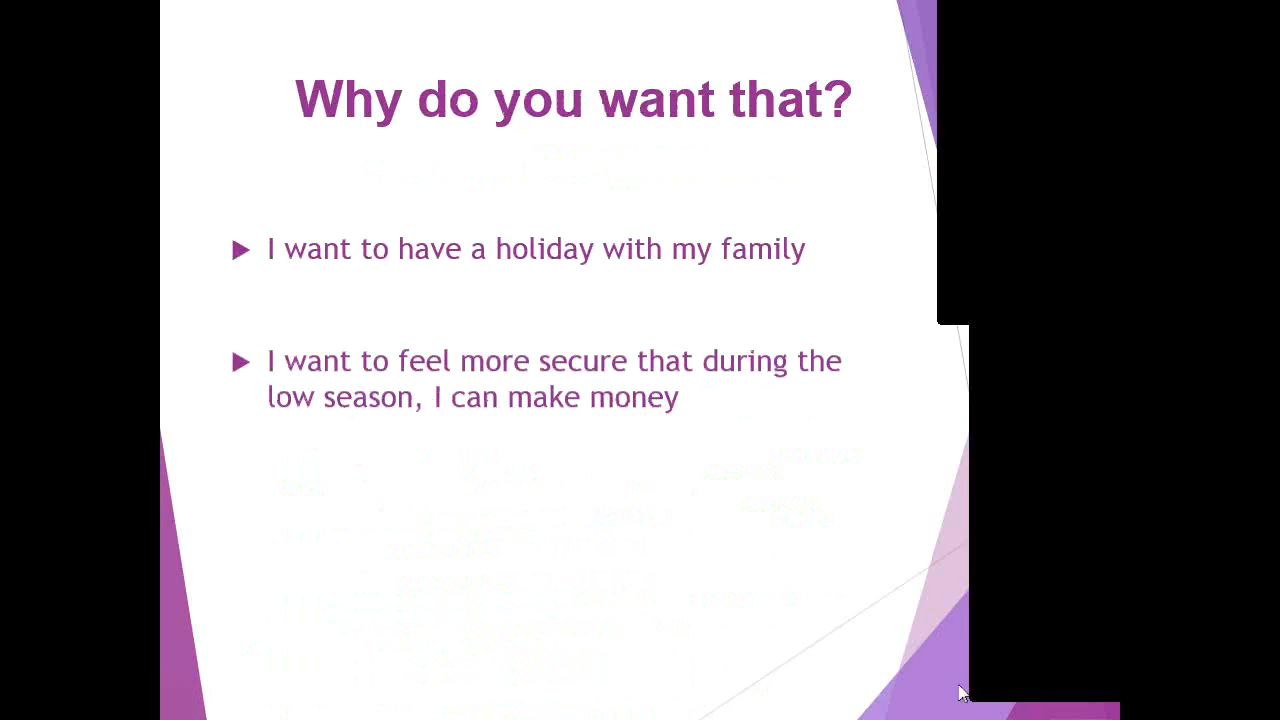 Why do you want that?
I want to have a holiday with my family
I want to feel more secure that during the
low season, I can make money